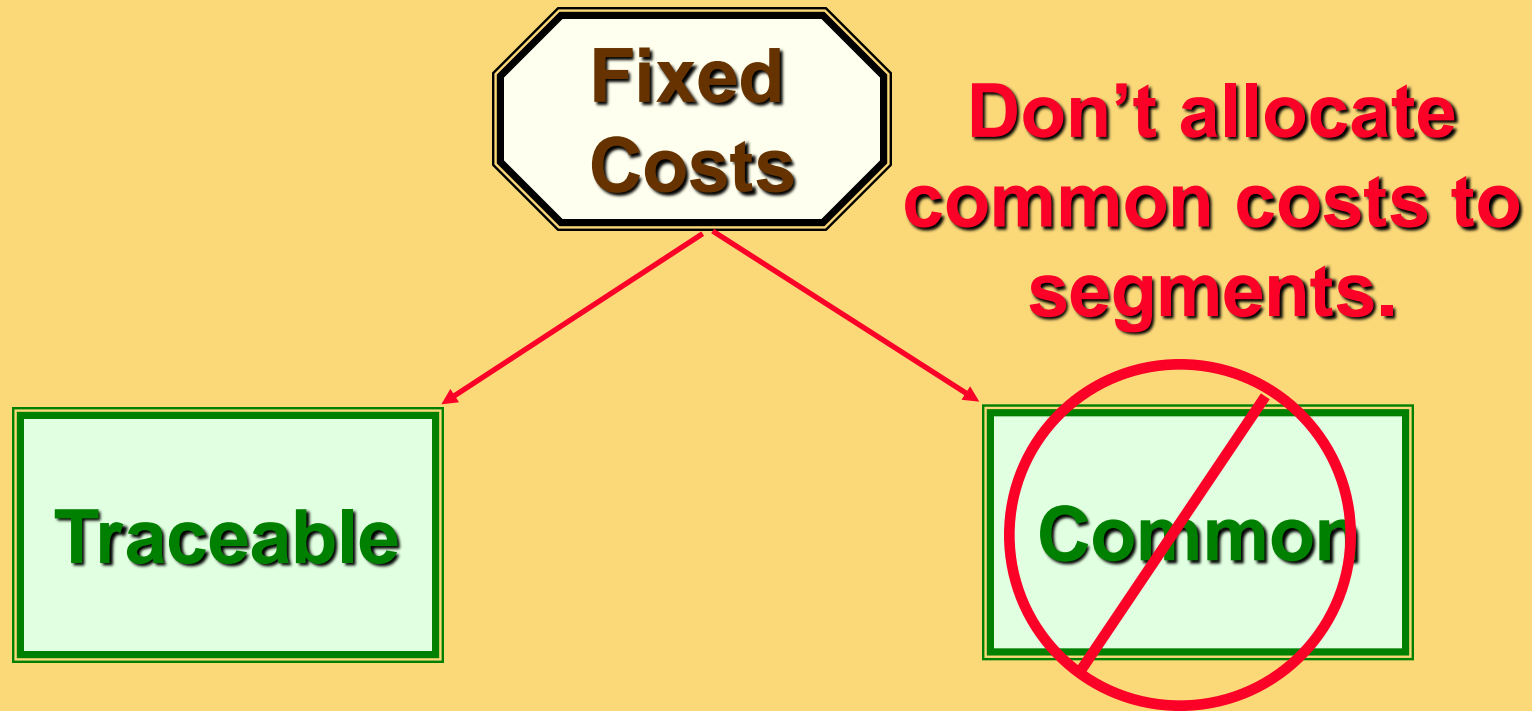 Fixed
Costs
Don’t allocate
common costs to
segments.
Traceable
Common